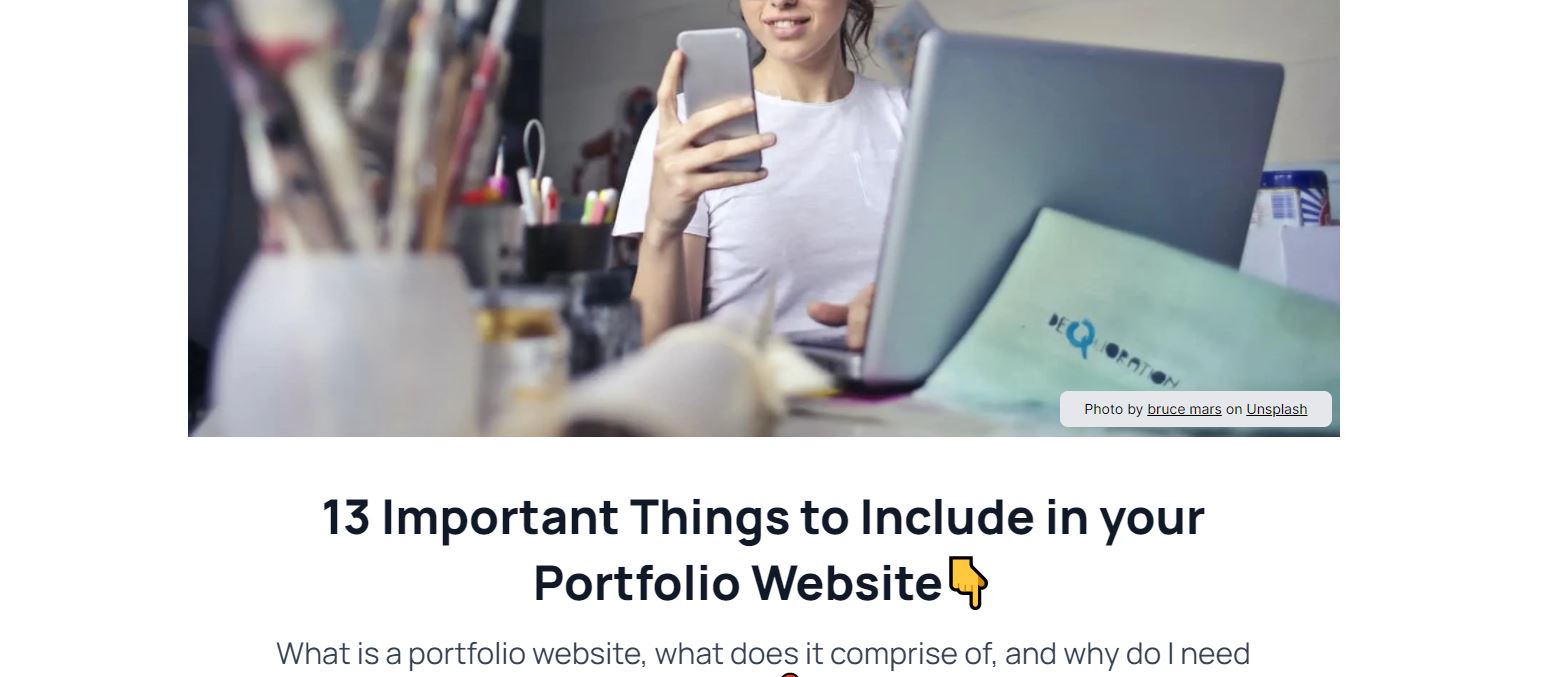 DEQUORATION
Photo by bruce mars on Unsplash
13 Important Things to Include in your
Portfolio Website👇
What is a portfolio website, what does it comprise of, and why do I need